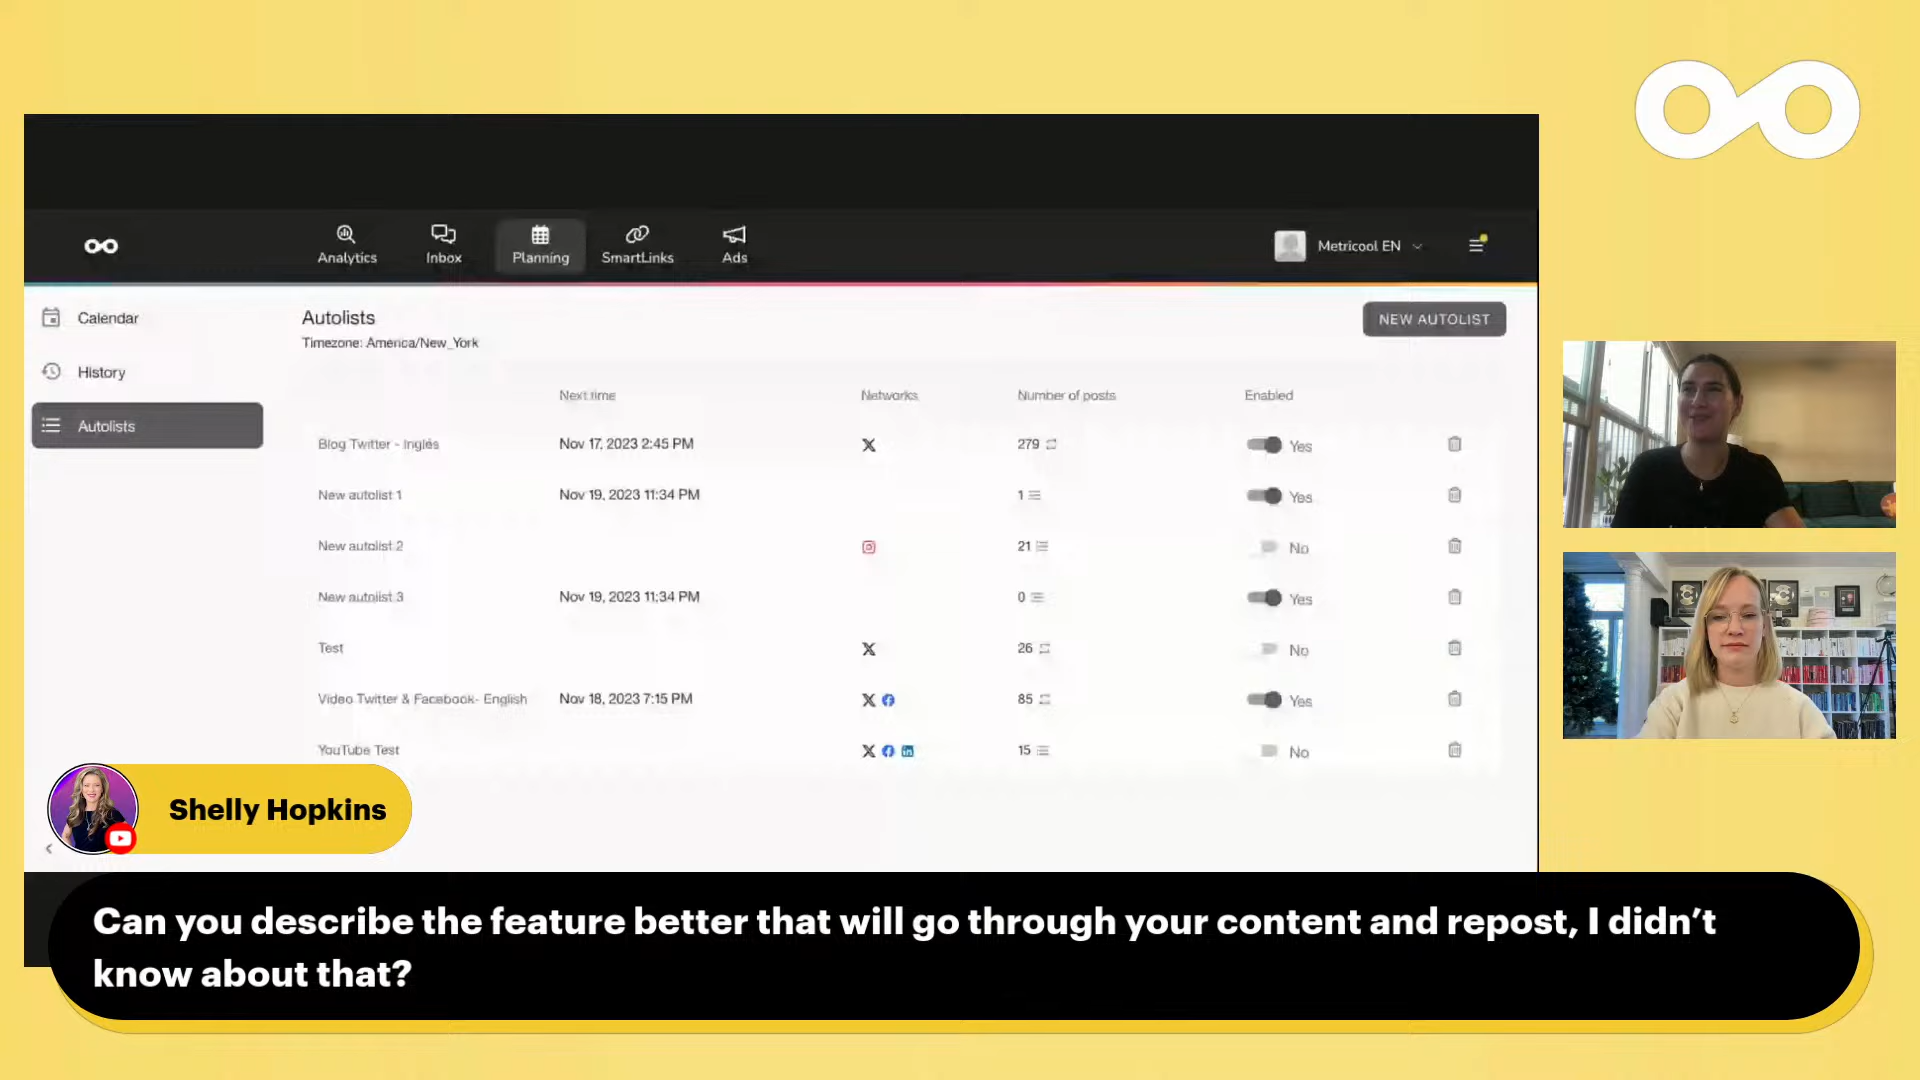 Analytics
Inbox
Planning
SmartLinks
Ads
Metricool EN
Calendar
History
Autolists
Autolists
Timezone: America/New_York
NEW AUTOLIST
Next time Networks Number of posts Enabled
Blog Twitter - Inglés Nov 17, 2023 2:45 PM 279 Yes
New autolist 1 Nov 19, 2023 11:34 PM 1 Yes
New autolist 2 21 No
New autolist 3 Nov 19, 2023 11:34 PM 0 Yes
Test 26 No
Video Twitter & Facebook- English Nov 18, 2023 7:15 PM 85 Yes
YouTube Test 15 No
Shelly Hopkins
Can you describe the feature better that will go through your content and repost, I didn’t
know about that?